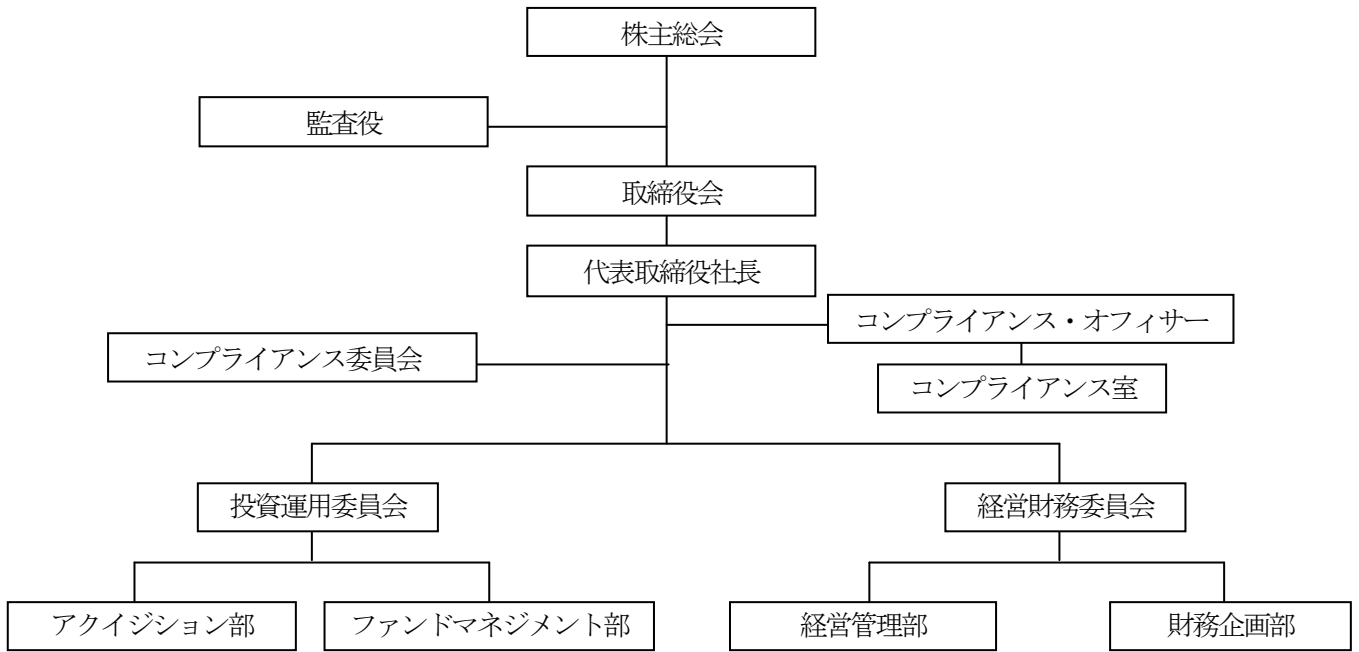 株主総会
監査役
取締役会
代表取締役社長
コンプライアンス・オフィサー
コンプライアンス委員会
コンプライアンス室
投資運用委員会
経営財務委員会
アクイジション部
ファンドマネジメント部
経営管理部
財務企画部